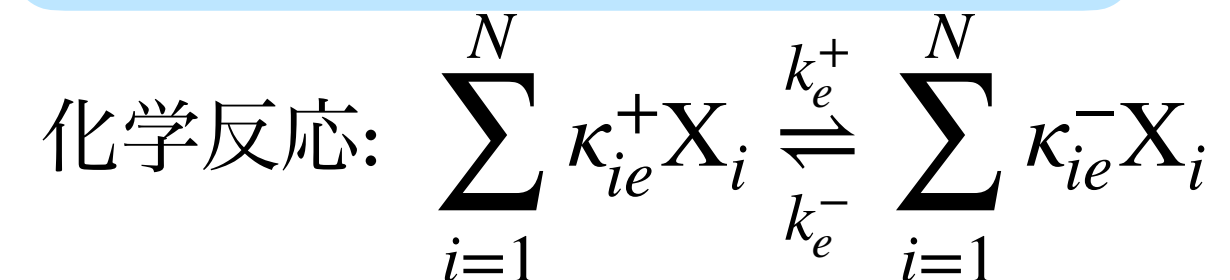 化学反応: $\sum_{i=1}^{N} \kappa_{ie}^{+} \mathrm{X}_i \underset{k_e^-}{\overset{k_e^+}{\rightleftharpoons}} \sum_{i=1}^{N} \kappa_{ie}^{-} \mathrm{X}_i$